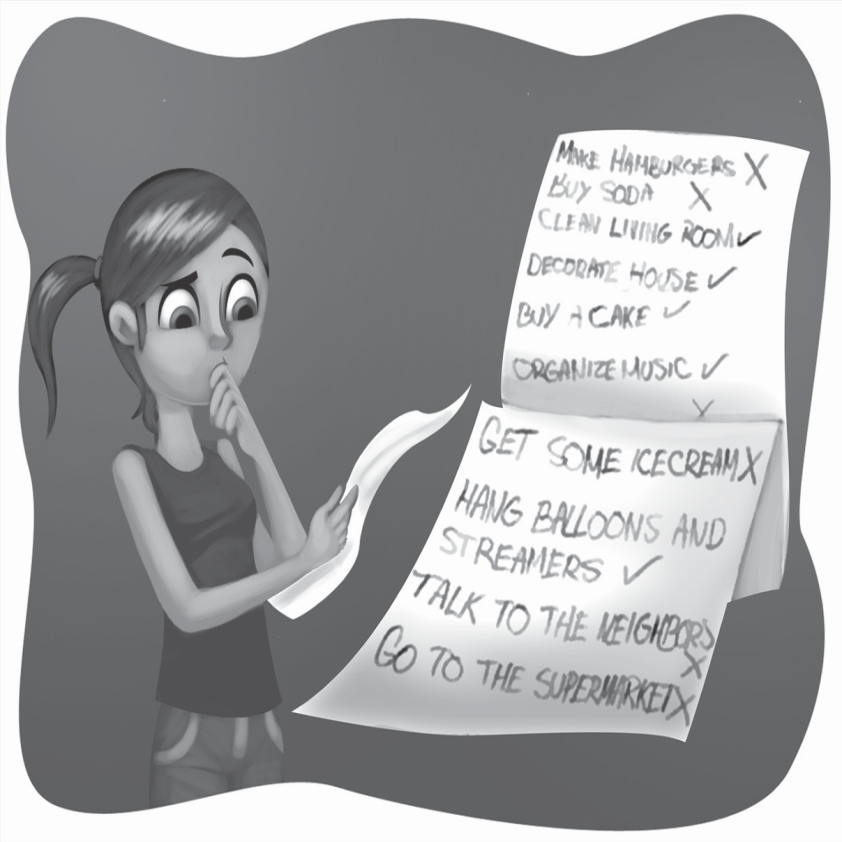 MAKE HAMBURGERS X
BUY SODA X
CLEAN LIVING ROOM ✓
DECORATE HOUSE ✓
BUY A CAKE ✓
ORGANIZE MUSIC ✓
X
GET SOME ICECREAM X
HANG BALLOONS AND
STREAMERS ✓
TALK TO THE NEIGHBORS
X
GO TO THE SUPERMARKET X